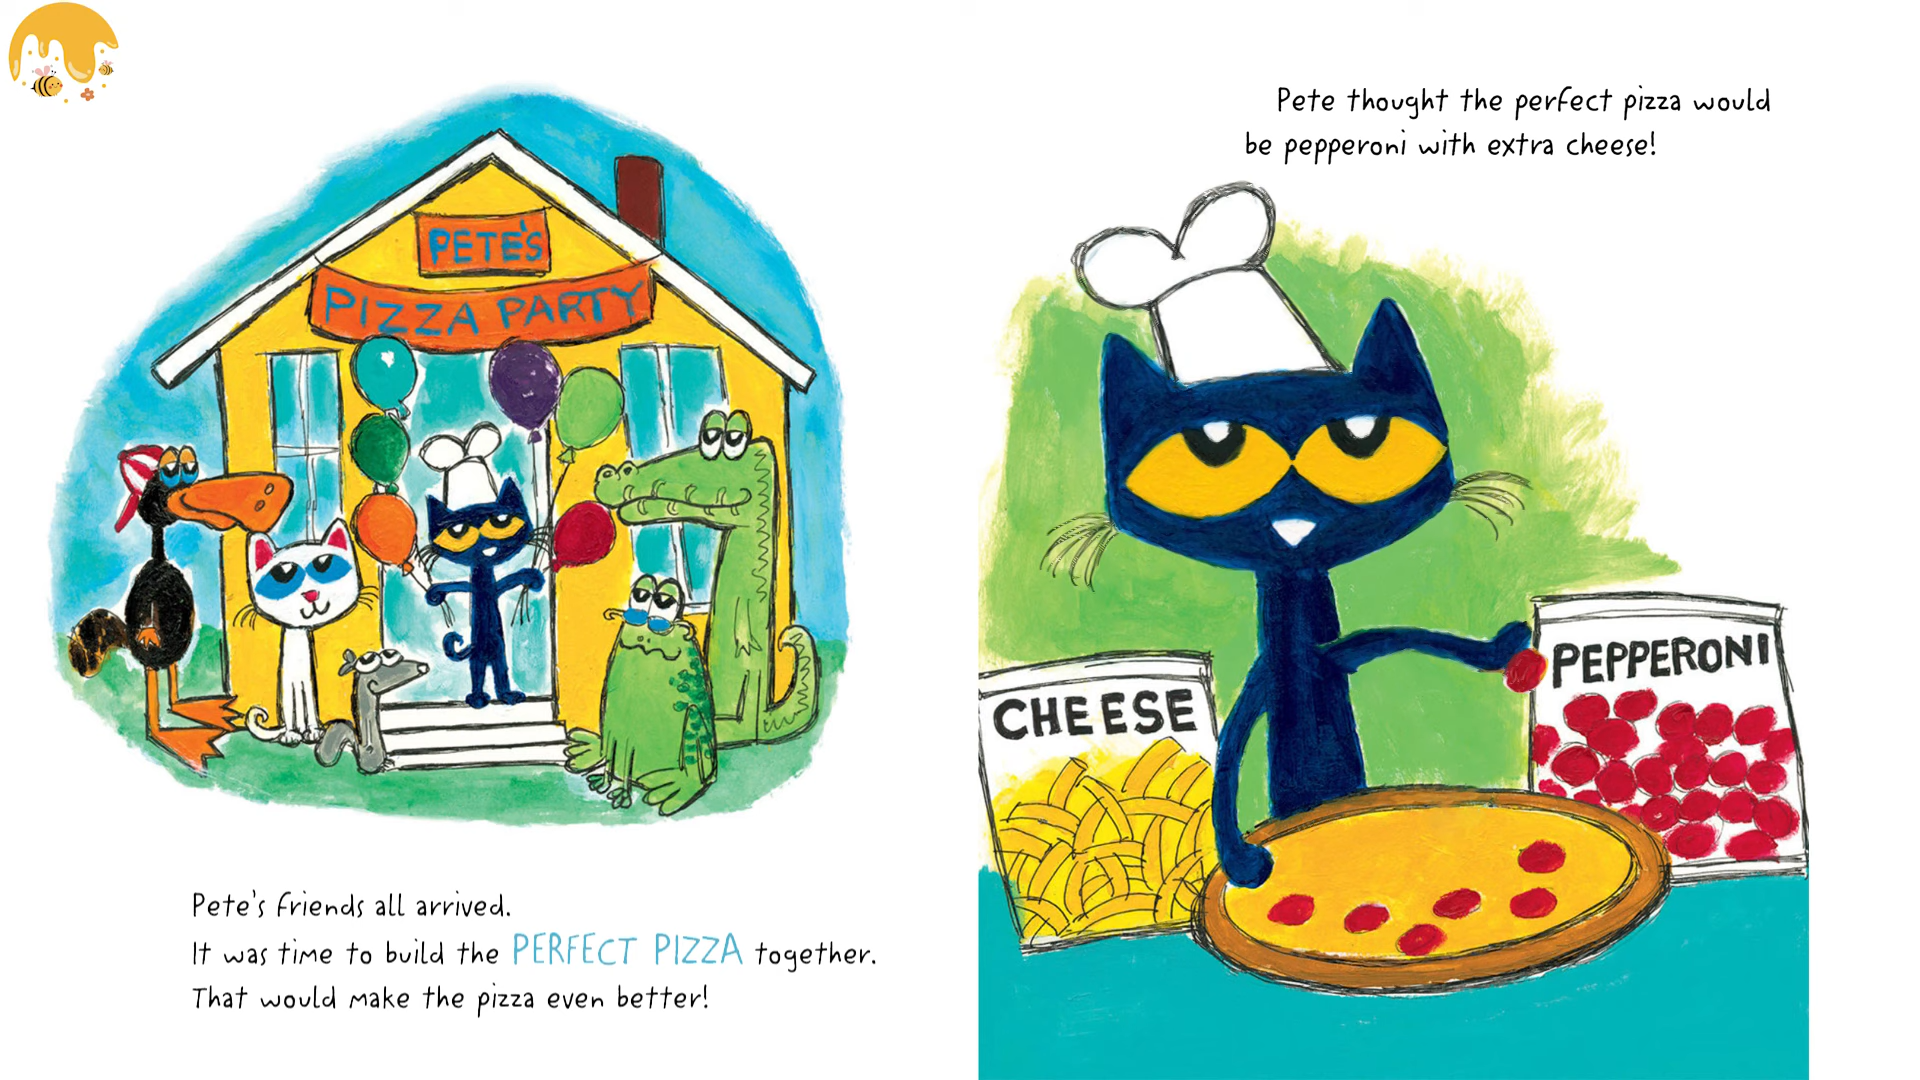 PETE'S
PIZZA PARTY
Pete's friends all arrived.
It was time to build the PERFECT PIZZA together.
That would make the pizza even better!
Pete thought the perfect pizza would
be pepperoni with extra cheese!
CHEESE
PEPPERONI